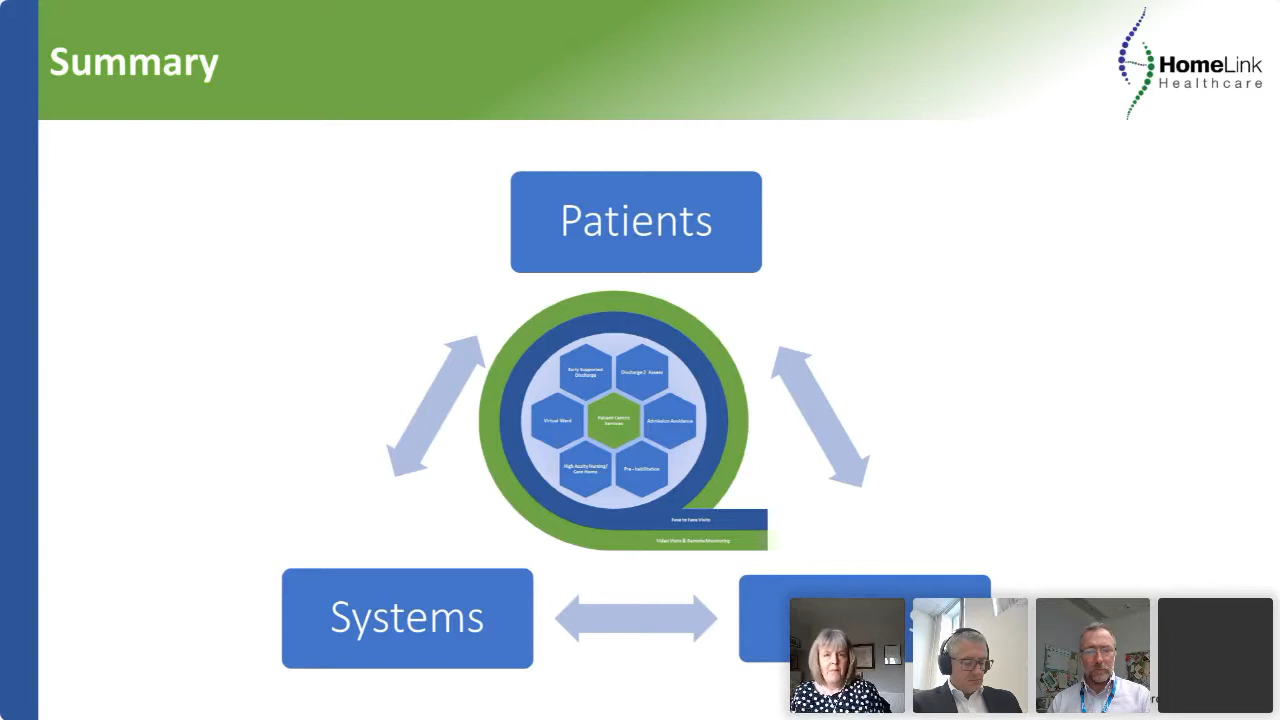 Summary
HomeLink
Healthcare
Patients
Early Supported
Discharge
Discharge 2 Assess
Virtual Ward
Patient Centric
Services
Admission Avoidance
High Acuity Nursing/
Care Home
Pre-habilitation
Face to Face Visits
Video Visits & Remote Monitoring
Systems